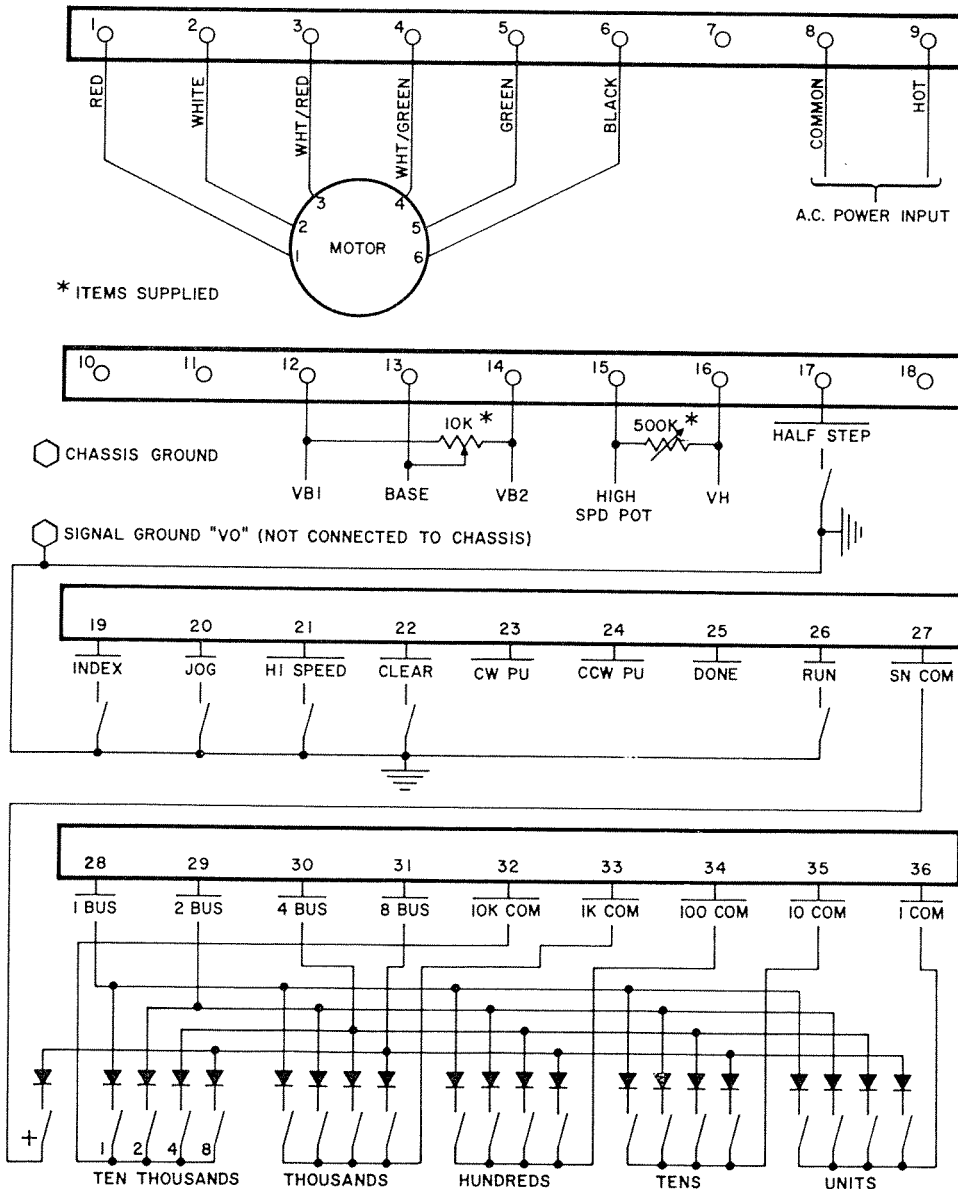 1 2 3 4 5 6 7 8 9
RED WHITE WHT/RED WHT/GREEN GREEN BLACK COMMON HOT
3 4
2 5
MOTOR
1 6
A.C. POWER INPUT
* ITEMS SUPPLIED
10 11 12 13 14 15 16 17 18
10K * 500K *
HALF STEP
CHASSIS GROUND
VB1 BASE VB2 HIGH SPD POT VH
SIGNAL GROUND "VO" (NOT CONNECTED TO CHASSIS)
19 20 21 22 23 24 25 26 27
INDEX JOG HI SPEED CLEAR CW PU CCW PU DONE RUN SN COM
28 29 30 31 32 33 34 35 36
1 BUS 2 BUS 4 BUS 8 BUS 10K COM 1K COM 100 COM 10 COM 1 COM
+ 1 2 4 8
TEN THOUSANDS THOUSANDS HUNDREDS TENS UNITS